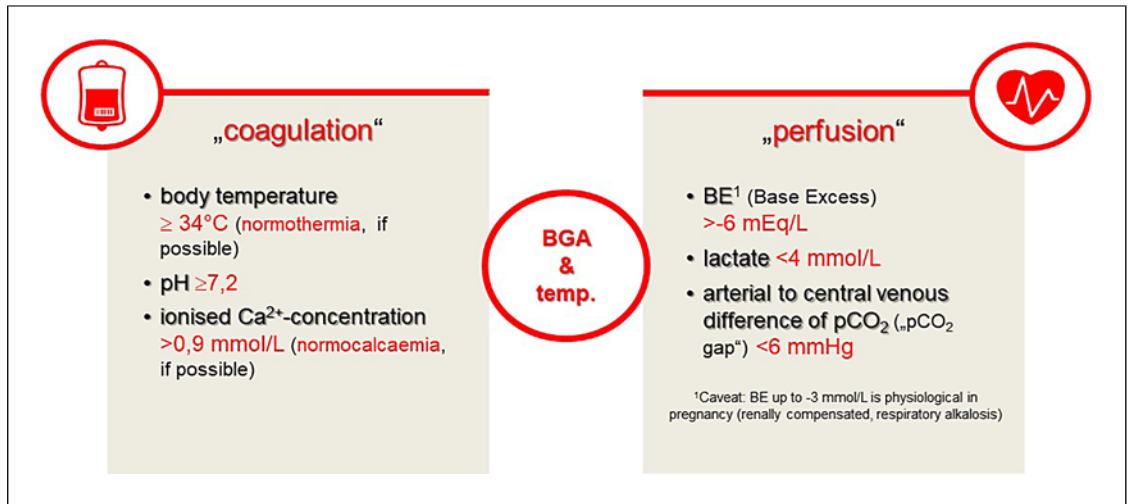 „coagulation“
• body temperature
≥ 34°C (normothermia, if
possible)
• pH ≥7,2
• ionised Ca²⁺-concentration
>0,9 mmol/L (normocalcaemia,
if possible)
BGA
&
temp.
„perfusion“
• BE¹ (Base Excess)
>-6 mEq/L
• lactate <4 mmol/L
• arterial to central venous
difference of pCO₂ („pCO₂
gap“) <6 mmHg
¹Caveat: BE up to -3 mmol/L is physiological in
pregnancy (renally compensated, respiratory alkalosis)